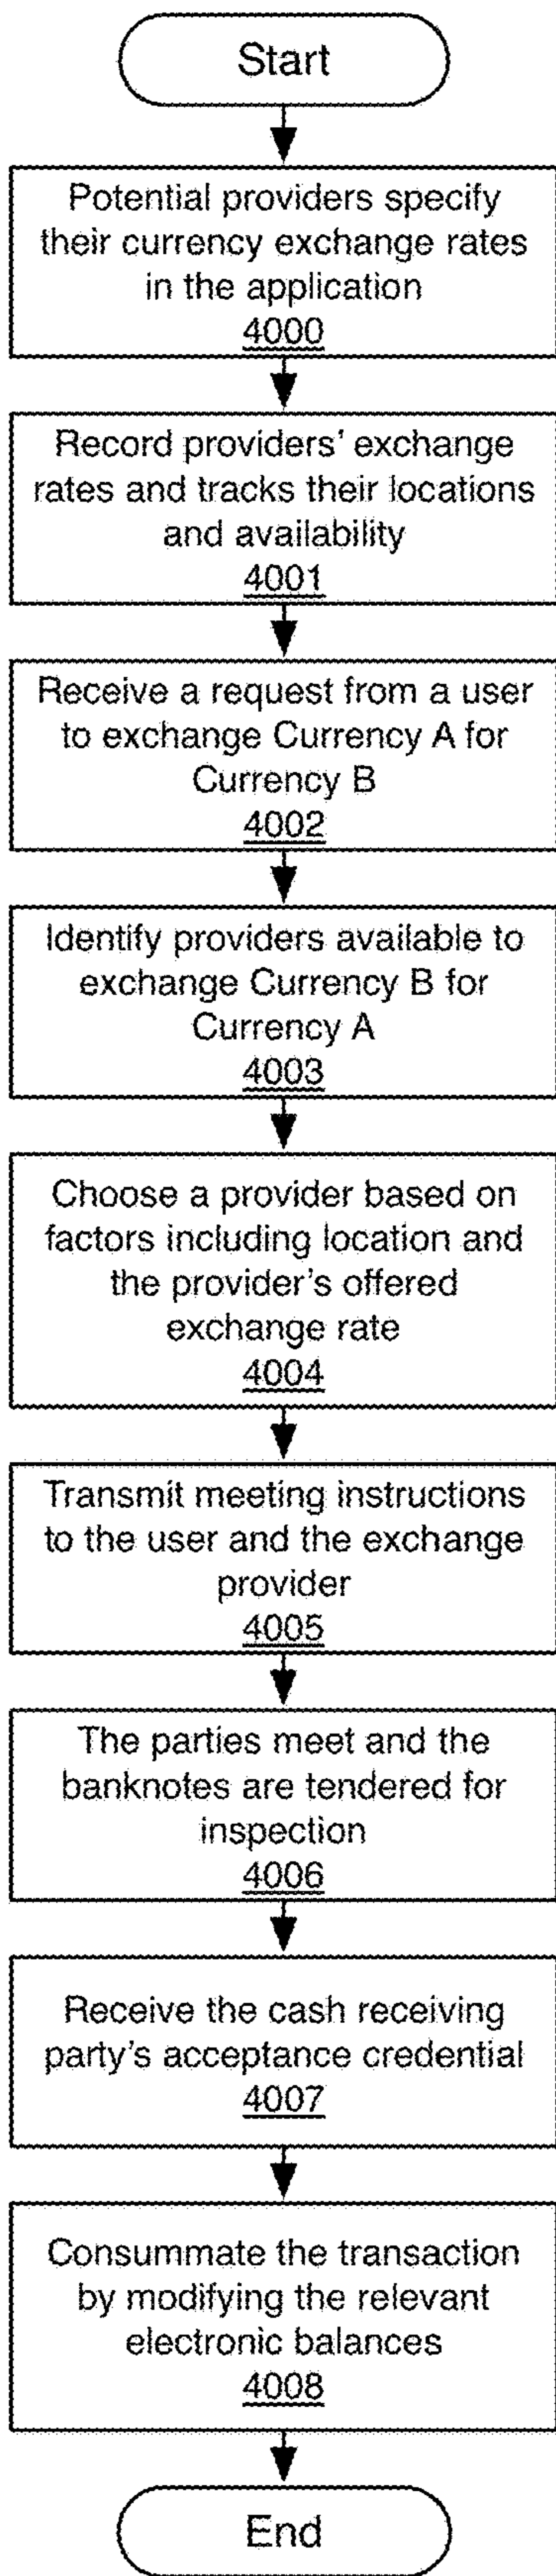 Start
Potential providers specify
their currency exchange rates
in the application
4000
Record providers' exchange
rates and tracks their locations
and availability
4001
Receive a request from a user
to exchange Currency A for
Currency B
4002
Identify providers available to
exchange Currency B for
Currency A
4003
Choose a provider based on
factors including location and
the provider's offered
exchange rate
4004
Transmit meeting instructions
to the user and the exchange
provider
4005
The parties meet and the
banknotes are tendered for
inspection
4006
Receive the cash receiving
party's acceptance credential
4007
Consummate the transaction
by modifying the relevant
electronic balances
4008
End